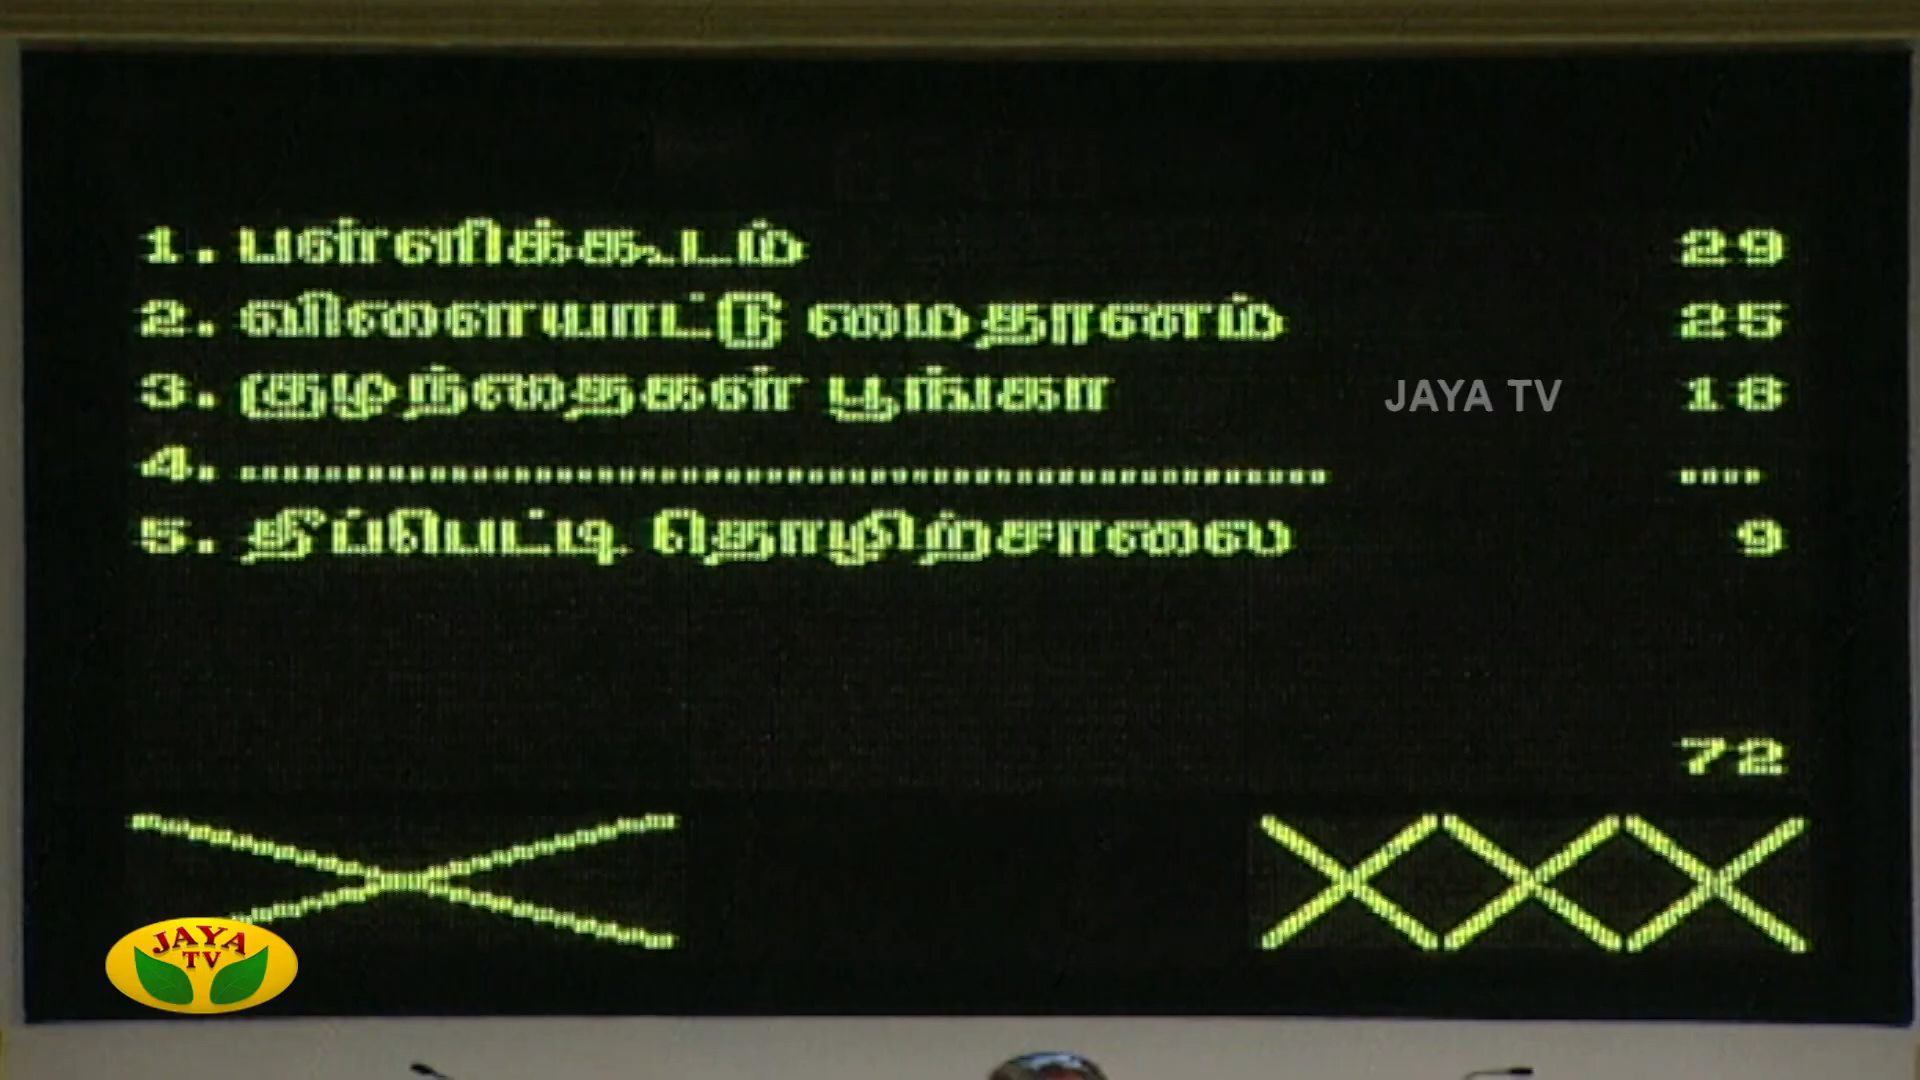 1. பள்ளிக்கூடம் 29
2. விளையாட்டு மைதானம் 25
3. குழந்தைகள் பூங்கா 18
JAYA TV
4. ............................................... ....
5. தீப்பெட்டி தொழிற்சாலை 9
72
JAYA TV